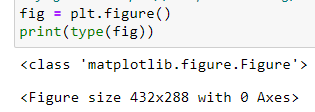 fig = plt.figure()
print(type(fig))
<class 'matplotlib.figure.Figure'>
<Figure size 432x288 with 0 Axes>